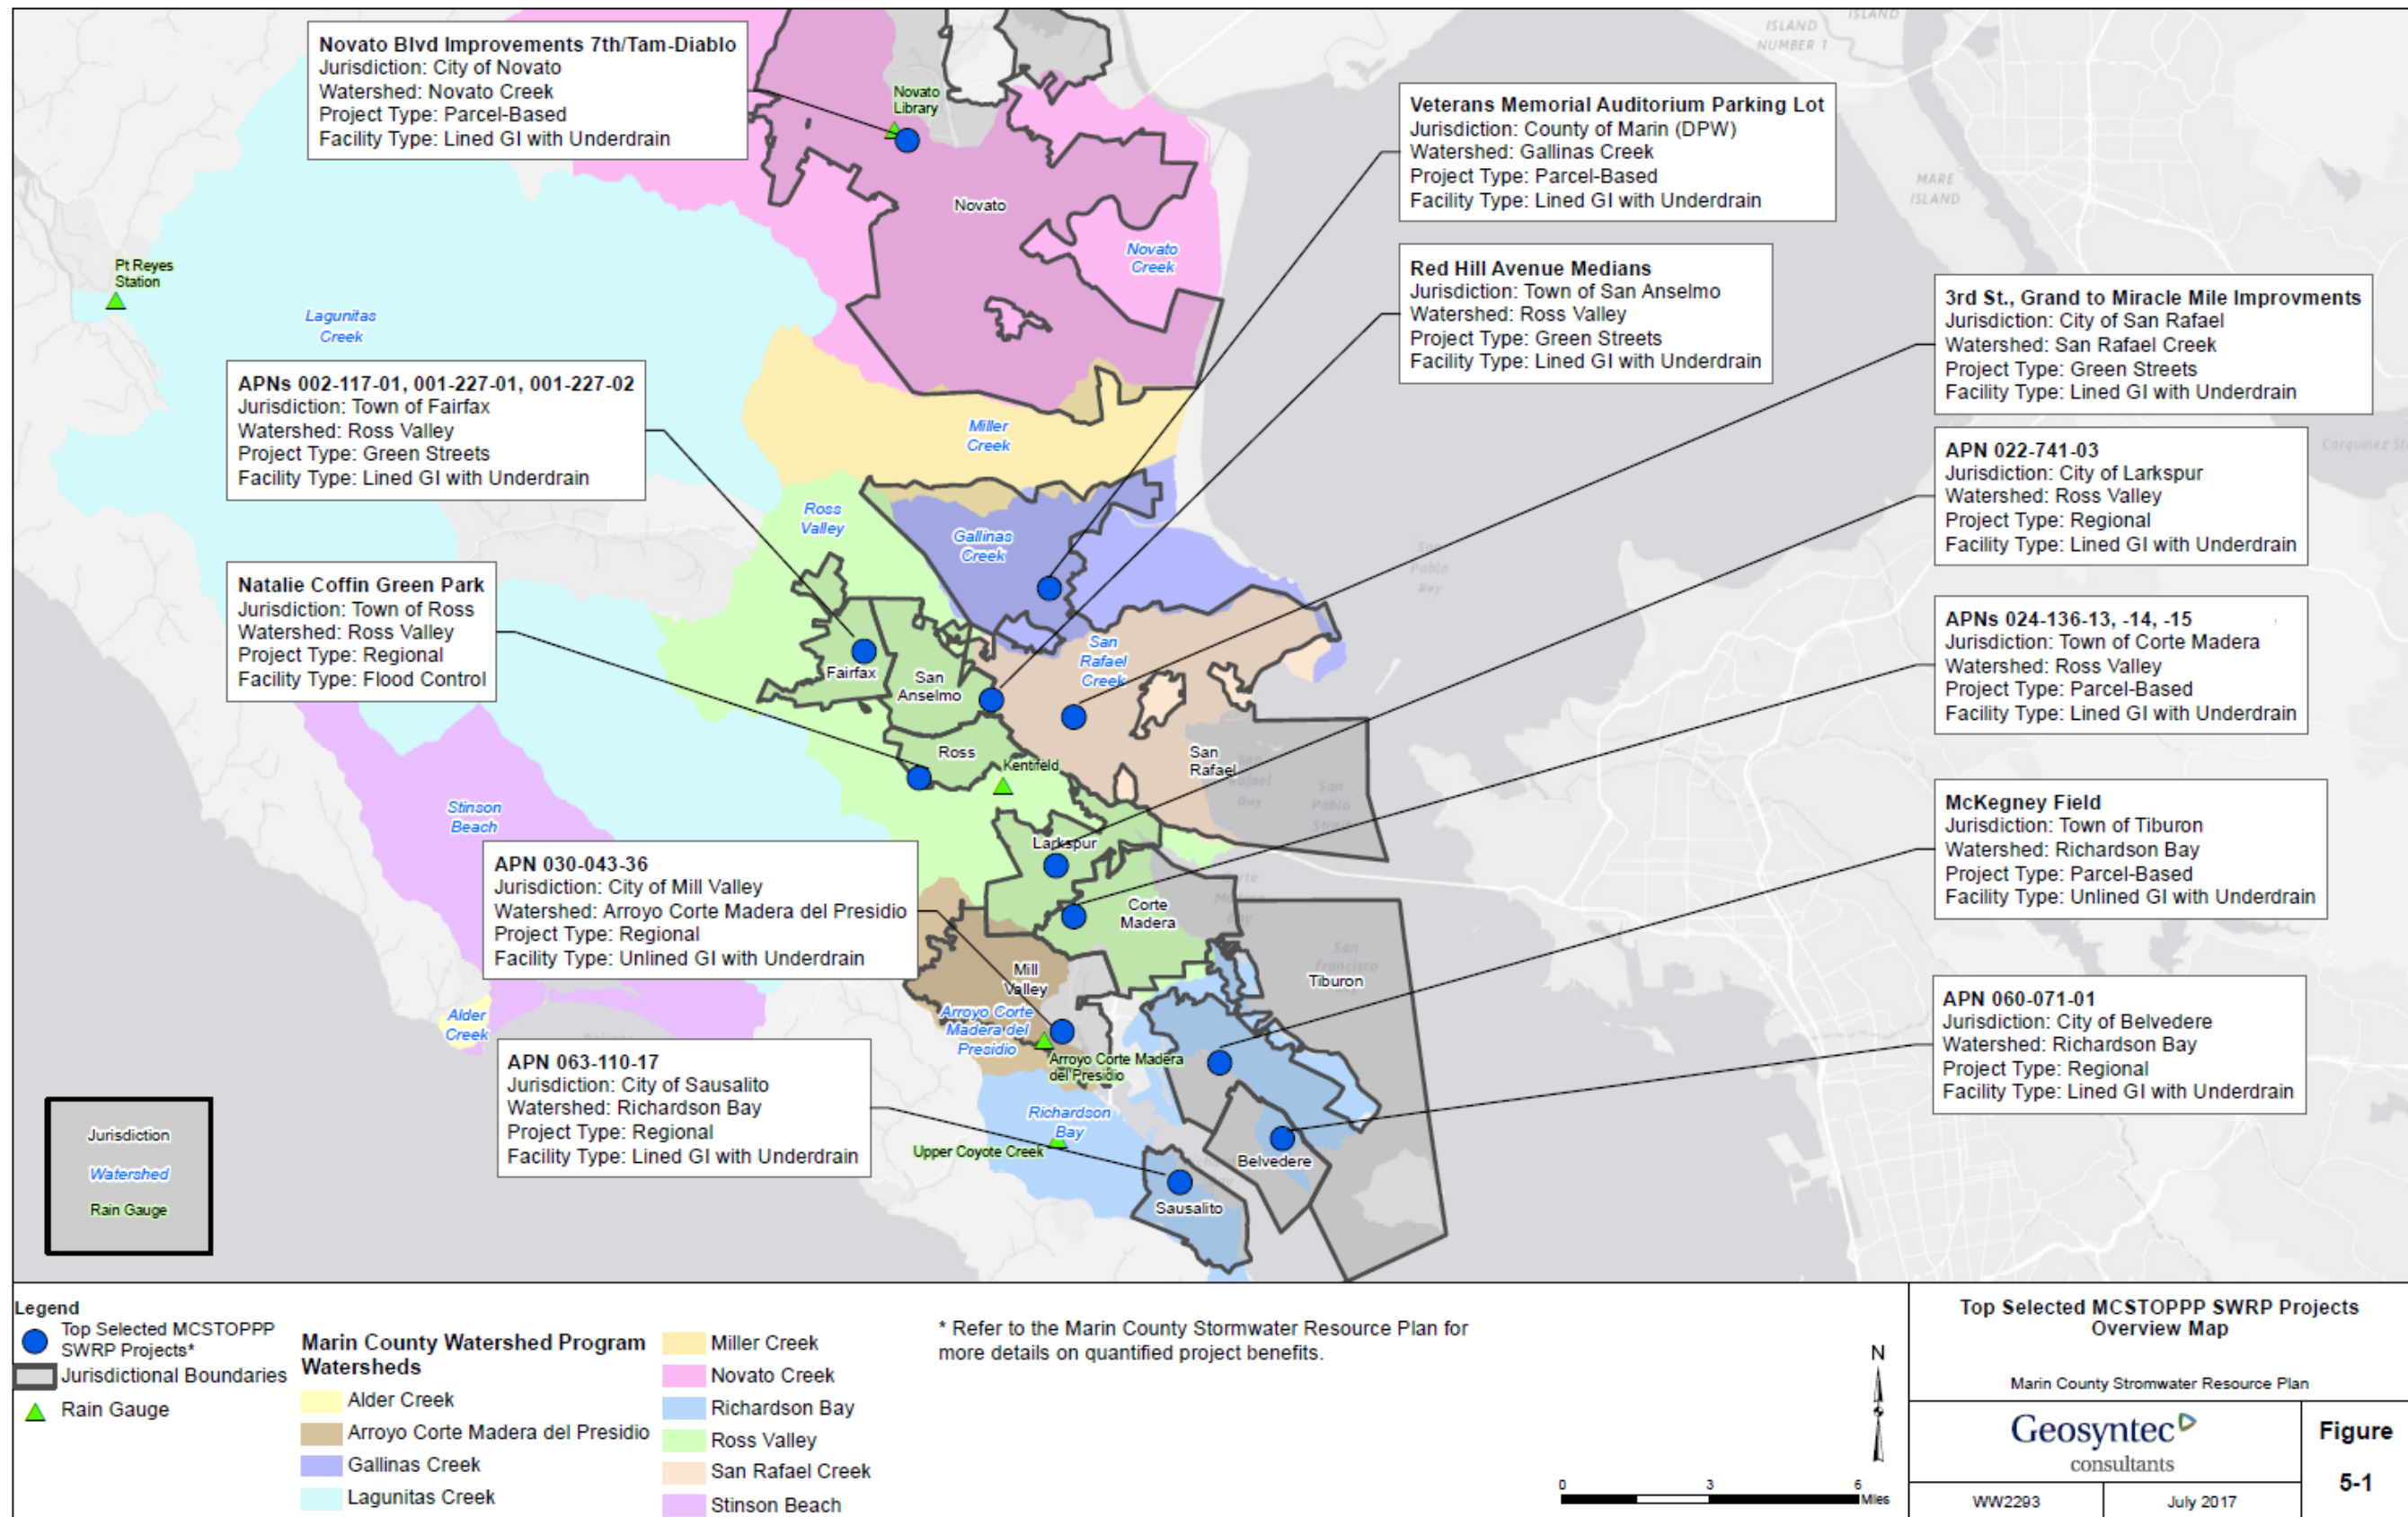 Novato Blvd Improvements 7th/Tam-Diablo
Jurisdiction: City of Novato
Watershed: Novato Creek
Project Type: Parcel-Based
Facility Type: Lined GI with Underdrain
Veterans Memorial Auditorium Parking Lot
Jurisdiction: County of Marin (DPW)
Watershed: Gallinas Creek
Project Type: Parcel-Based
Facility Type: Lined GI with Underdrain
Red Hill Avenue Medians
Jurisdiction: Town of San Anselmo
Watershed: Ross Valley
Project Type: Green Streets
Facility Type: Lined GI with Underdrain
3rd St., Grand to Miracle Mile Improvments
Jurisdiction: City of San Rafael
Watershed: San Rafael Creek
Project Type: Green Streets
Facility Type: Lined GI with Underdrain
APNs 002-117-01, 001-227-01, 001-227-02
Jurisdiction: Town of Fairfax
Watershed: Ross Valley
Project Type: Green Streets
Facility Type: Lined GI with Underdrain
APN 022-741-03
Jurisdiction: City of Larkspur
Watershed: Ross Valley
Project Type: Regional
Facility Type: Lined GI with Underdrain
Natalie Coffin Green Park
Jurisdiction: Town of Ross
Watershed: Ross Valley
Project Type: Regional
Facility Type: Flood Control
APNs 024-136-13, -14, -15
Jurisdiction: Town of Corte Madera
Watershed: Ross Valley
Project Type: Parcel-Based
Facility Type: Lined GI with Underdrain
McKegney Field
Jurisdiction: Town of Tiburon
Watershed: Richardson Bay
Project Type: Parcel-Based
Facility Type: Unlined GI with Underdrain
APN 030-043-36
Jurisdiction: City of Mill Valley
Watershed: Arroyo Corte Madera del Presidio
Project Type: Regional
Facility Type: Unlined GI with Underdrain
APN 060-071-01
Jurisdiction: City of Belvedere
Watershed: Richardson Bay
Project Type: Regional
Facility Type: Lined GI with Underdrain
APN 063-110-17
Jurisdiction: City of Sausalito
Watershed: Richardson Bay
Project Type: Regional
Facility Type: Lined GI with Underdrain
ISLAND
NUMBER 1
ISLAND
MARE
ISLAND
Carquinez
San
Pablo
Bay
Novato
Library
Novato
Novato
Creek
Pt Reyes
Station
Lagunitas
Creek
Miller
Creek
Ross
Valley
Gallinas
Creek
San
Rafael
Creek
Fairfax
San
Anselmo
Ross
Kentifeld
San
Rafael
San
Rafael
Bay
San
Pablo
Strait
Stinson
Beach
Larkspur
Corte
Madera
Corte
Bay
San
Francisco
Tiburon
Mill
Valley
Arroyo Corte
Madera del
Presidio
Arroyo Corte Madera
del Presidio
Alder
Creek
Richardson
Bay
Upper Coyote Creek
Belvedere
Sausalito
Jurisdiction
Watershed
Rain Gauge
Legend
Top Selected MCSTOPPP
SWRP Projects*
Jurisdictional Boundaries
Rain Gauge
Marin County Watershed Program
Watersheds
Alder Creek
Arroyo Corte Madera del Presidio
Gallinas Creek
Lagunitas Creek
Miller Creek
Novato Creek
Richardson Bay
Ross Valley
San Rafael Creek
Stinson Beach
* Refer to the Marin County Stormwater Resource Plan for
more details on quantified project benefits.
N
0 3 6
Miles
Top Selected MCSTOPPP SWRP Projects
Overview Map
Marin County Stromwater Resource Plan
Geosyntec
consultants
Figure
5-1
WW2293
July 2017